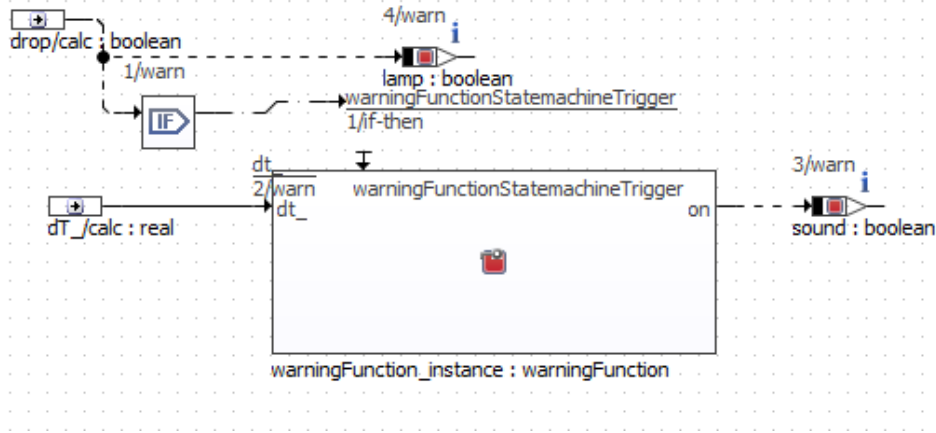 4/warn
i
drop/calc : boolean
1/warn
lamp : boolean
IF
warningFunctionStatemachineTrigger
1/if-then
dt_
2/warn
warningFunctionStatemachineTrigger
3/warn
i
dt_
on
dT_/calc : real
sound : boolean
warningFunction_instance : warningFunction